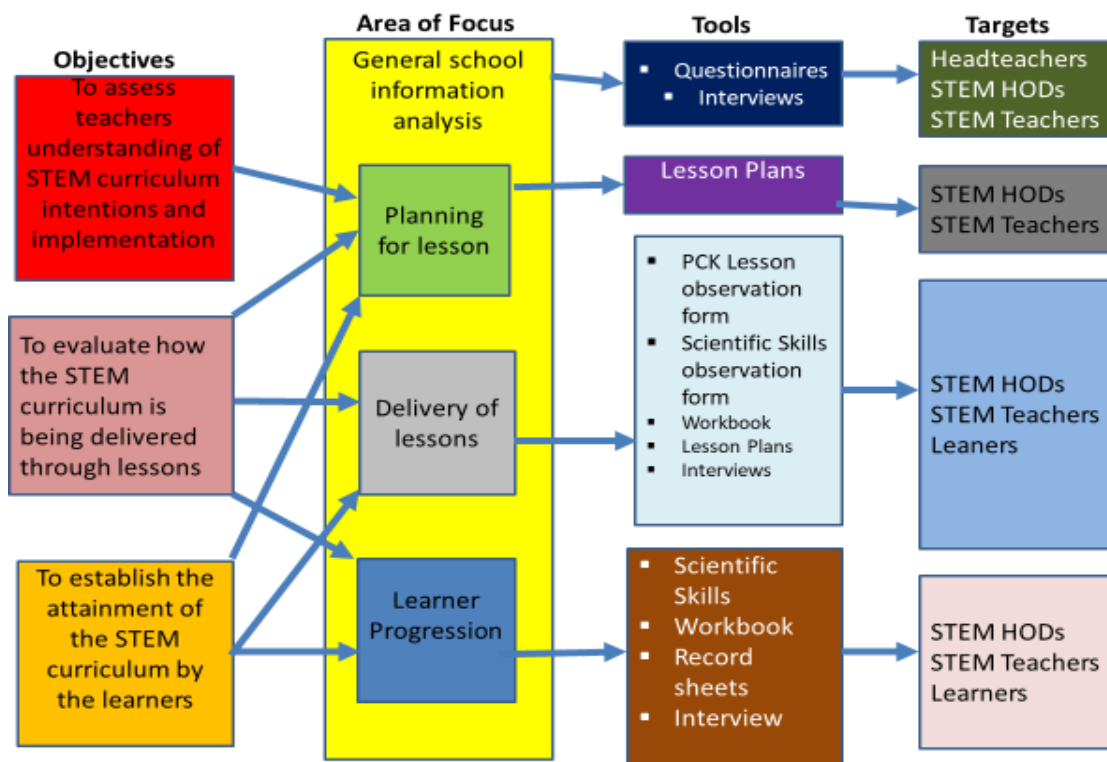 Objectives
To assess
teachers
understanding of
STEM curriculum
intentions and
implementation
To evaluate how
the STEM
curriculum is
being delivered
through lessons
To establish the
attainment of
the STEM
curriculum by
the learners
Area of Focus
General school
information
analysis
Planning
for lesson
Delivery of
lessons
Learner
Progression
Tools
▪ Questionnaires
▪ Interviews
Lesson Plans
▪ PCK Lesson
observation
form
▪ Scientific Skills
observation
form
▪ Workbook
▪ Lesson Plans
▪ Interviews
▪ Scientific
Skills
▪ Workbook
▪ Record
sheets
▪ Interview
Targets
Headteachers
STEM HODs
STEM Teachers
STEM HODs
STEM Teachers
STEM HODs
STEM Teachers
Leaners
STEM HODs
STEM Teachers
Learners